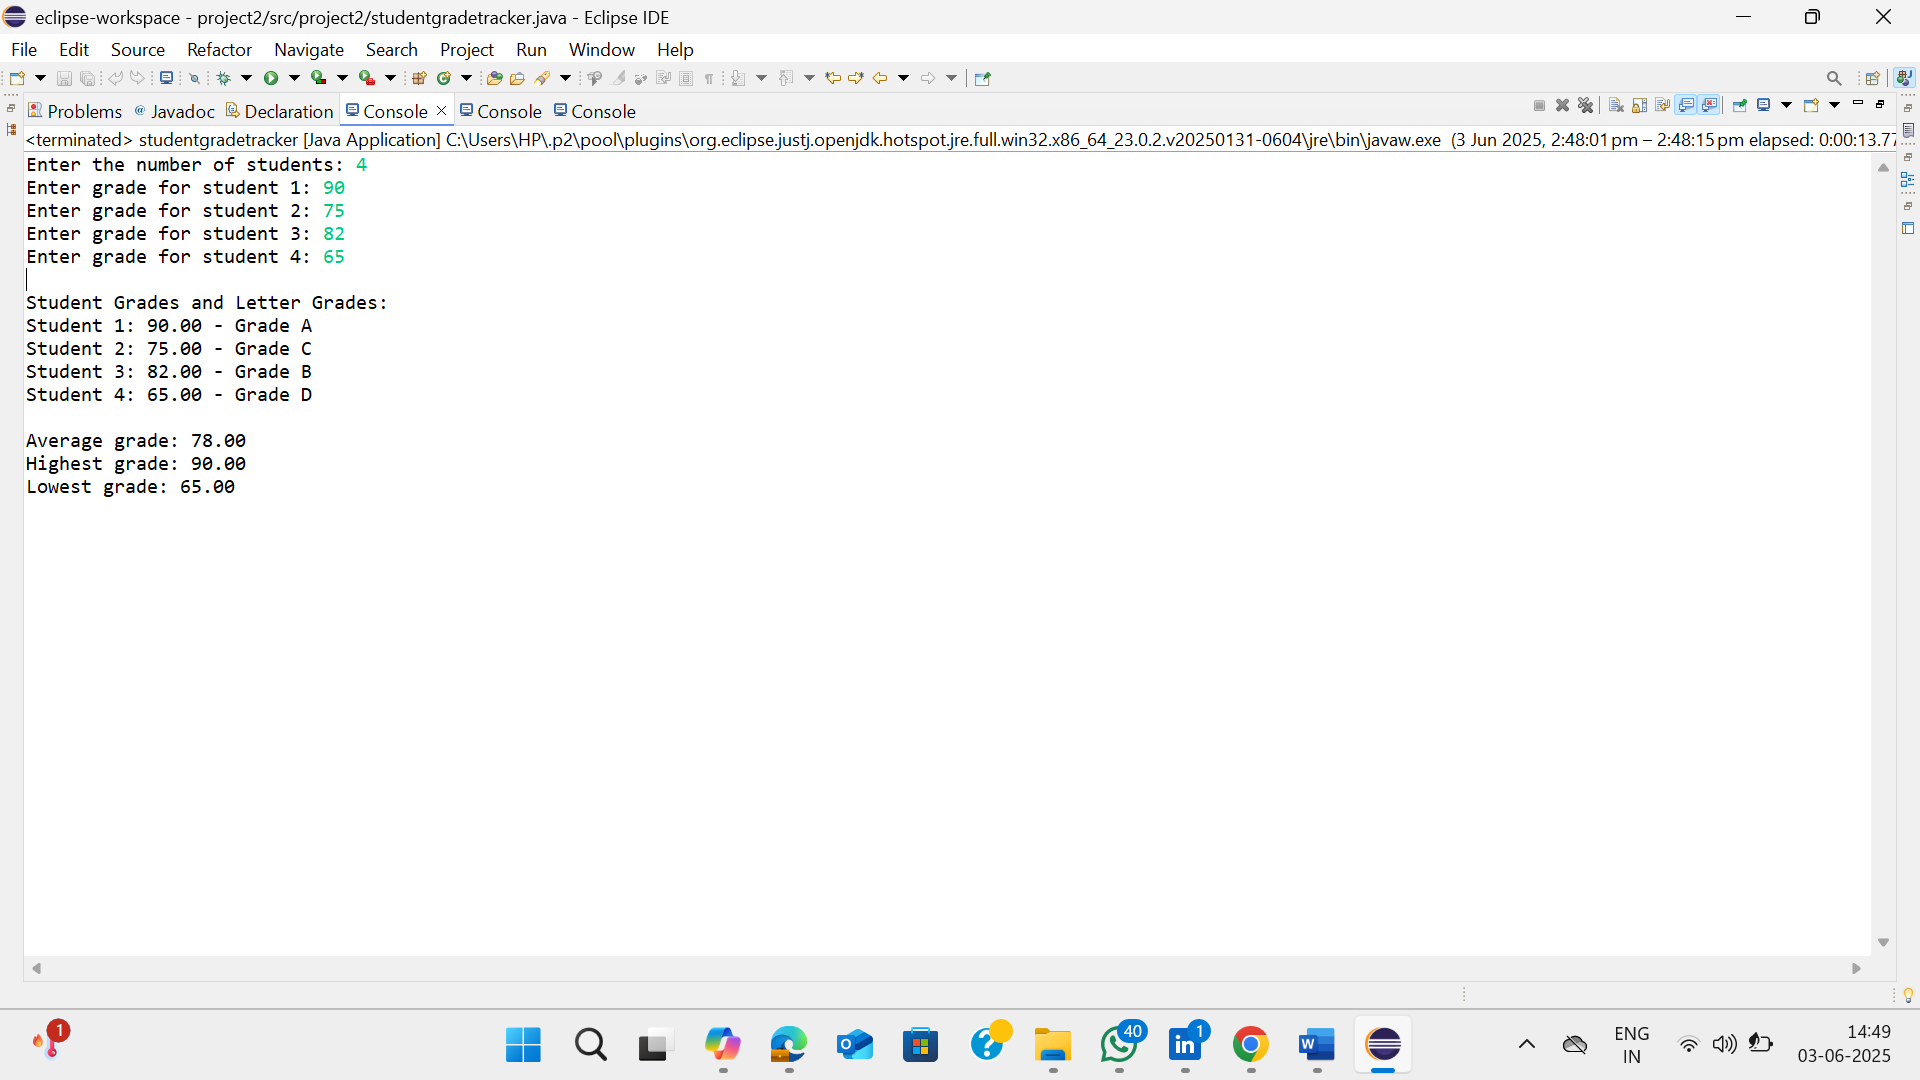 eclipse-workspace - project2/src/project2/studentgradetracker.java - Eclipse IDE
File Edit Source Refactor Navigate Search Project Run Window Help
Problems Javadoc Declaration Console Console Console
<terminated> studentgradetracker [Java Application] C:\Users\HP\.p2\pool\plugins\org.eclipse.justj.openjdk.hotspot.jre.full.win32.x86_64_23.0.2.v20250131-0604\jre\bin\javaw.exe (3 Jun 2025, 2:48:01 pm – 2:48:15 pm elapsed: 0:00:13.77
Enter the number of students: 4
Enter grade for student 1: 90
Enter grade for student 2: 75
Enter grade for student 3: 82
Enter grade for student 4: 65
Student Grades and Letter Grades:
Student 1: 90.00 - Grade A
Student 2: 75.00 - Grade C
Student 3: 82.00 - Grade B
Student 4: 65.00 - Grade D
Average grade: 78.00
Highest grade: 90.00
Lowest grade: 65.00
1
40
1
ENG
IN
14:49
03-06-2025